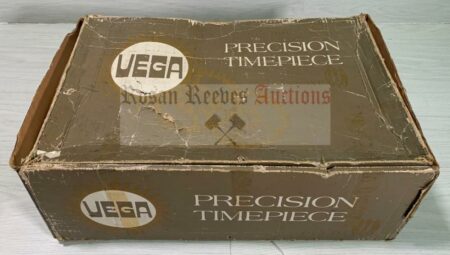 VEGA
PRECISION
TIMEPIECE
Rosan Reeves Auctions
VEGA
PRECISION
TIMEPIECE